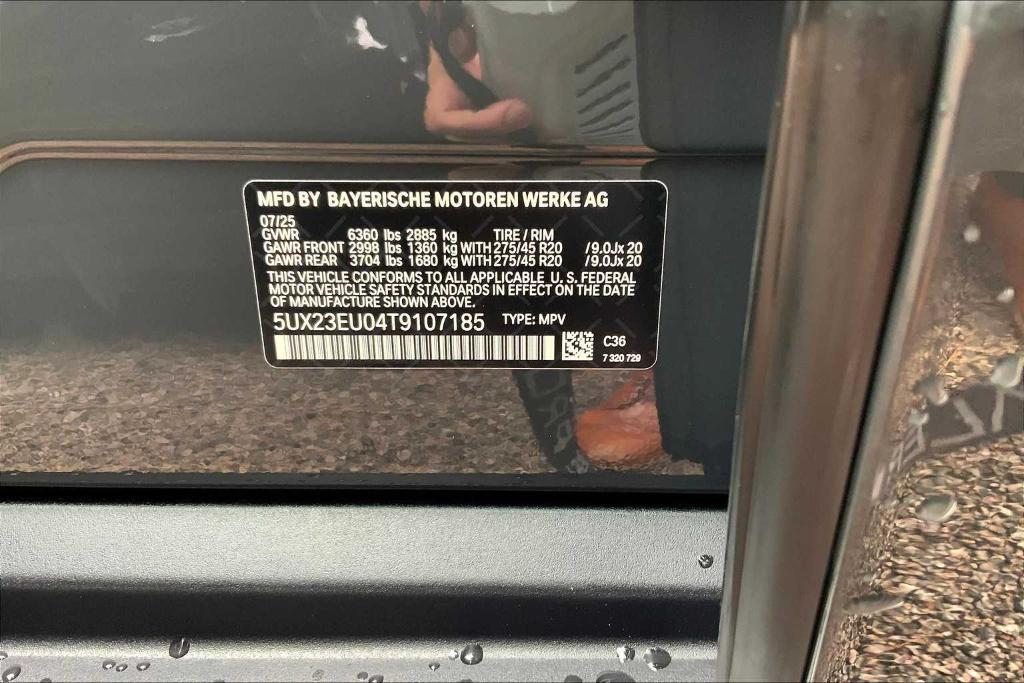 MFD BY BAYERISCHE MOTOREN WERKE AG
07/25
GVWR 6360 lbs 2885 kg TIRE / RIM
GAWR FRONT 2998 lbs 1360 kg WITH 275/45 R20 /9.0Jx 20
GAWR REAR 3704 lbs 1680 kg WITH 275/45 R20 /9.0Jx 20
THIS VEHICLE CONFORMS TO ALL APPLICABLE U. S. FEDERAL
MOTOR VEHICLE SAFETY STANDARDS IN EFFECT ON THE DATE
OF MANUFACTURE SHOWN ABOVE.
5UX23EU04T9107185 TYPE: MPV
C36
7 320 729